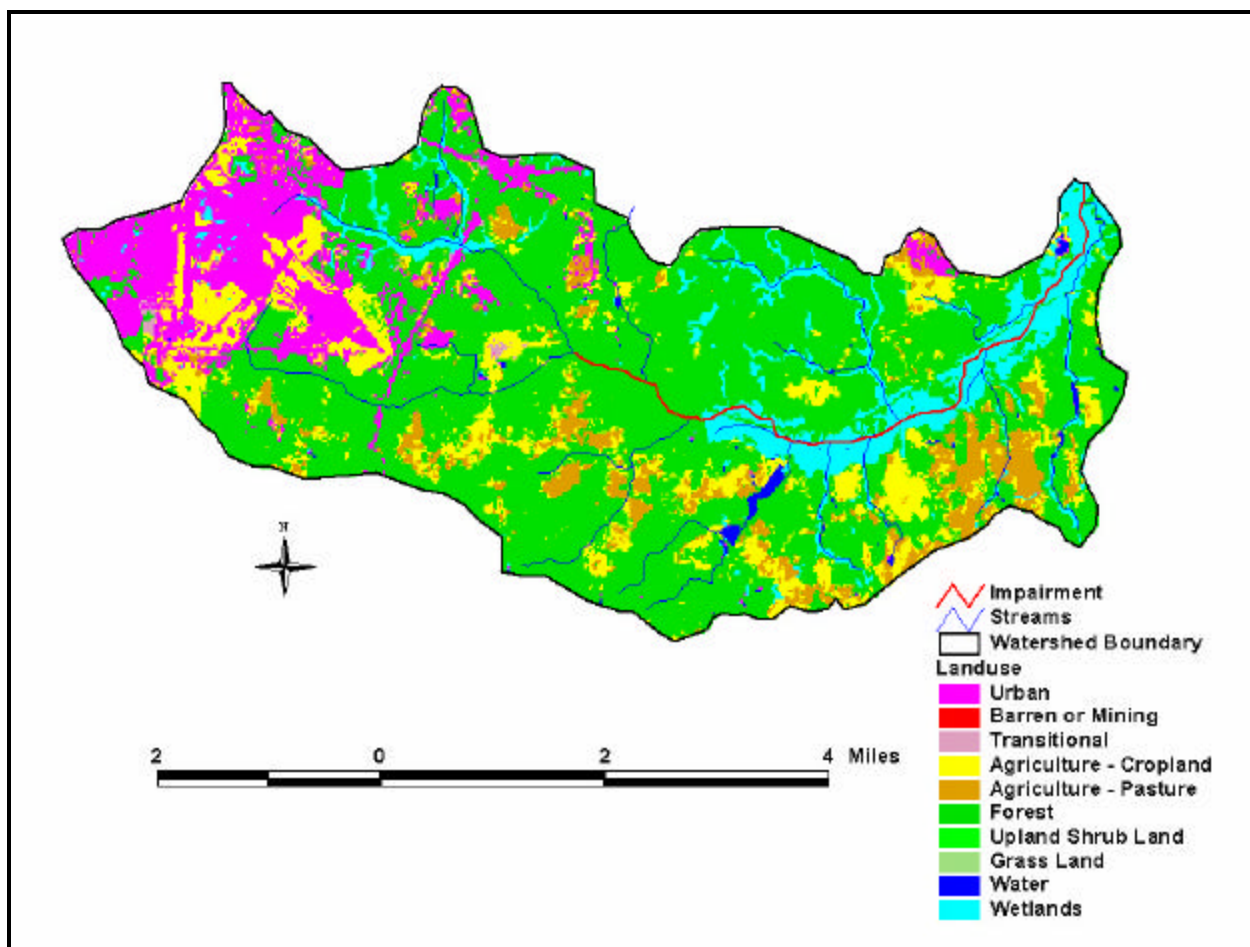 N
Impairment
Streams
Watershed Boundary
Landuse
Urban
Barren or Mining
Transitional
Agriculture - Cropland
Agriculture - Pasture
Forest
Upland Shrub Land
Grass Land
Water
Wetlands
2 0 2 4 Miles